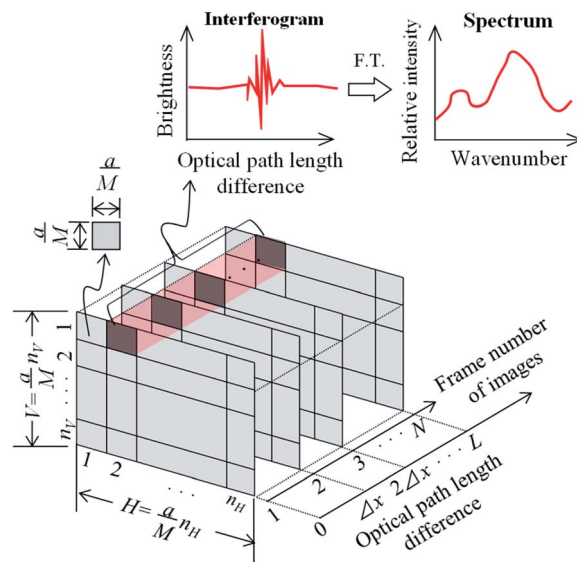 Interferogram
Brightness
Optical path length
difference
F.T.
Spectrum
Relative intensity
Wavenumber
a/M
a/M
V = a/M n_V
1
2
· · ·
n_V
1
2
· · ·
n_H
H = a/M n_H
1
2
3
· · ·
N
Frame number
of images
0
Δx
2Δx
· · ·
L
Optical path length
difference